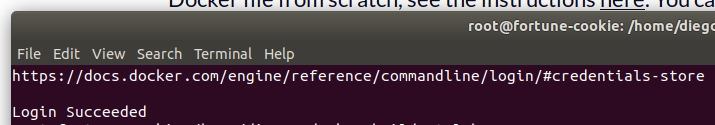 Docker file from scratch, see the instructions here. You ca
root@fortune-cookie: /home/diego
File Edit View Search Terminal Help
https://docs.docker.com/engine/reference/commandline/login/#credentials-store
Login Succeeded